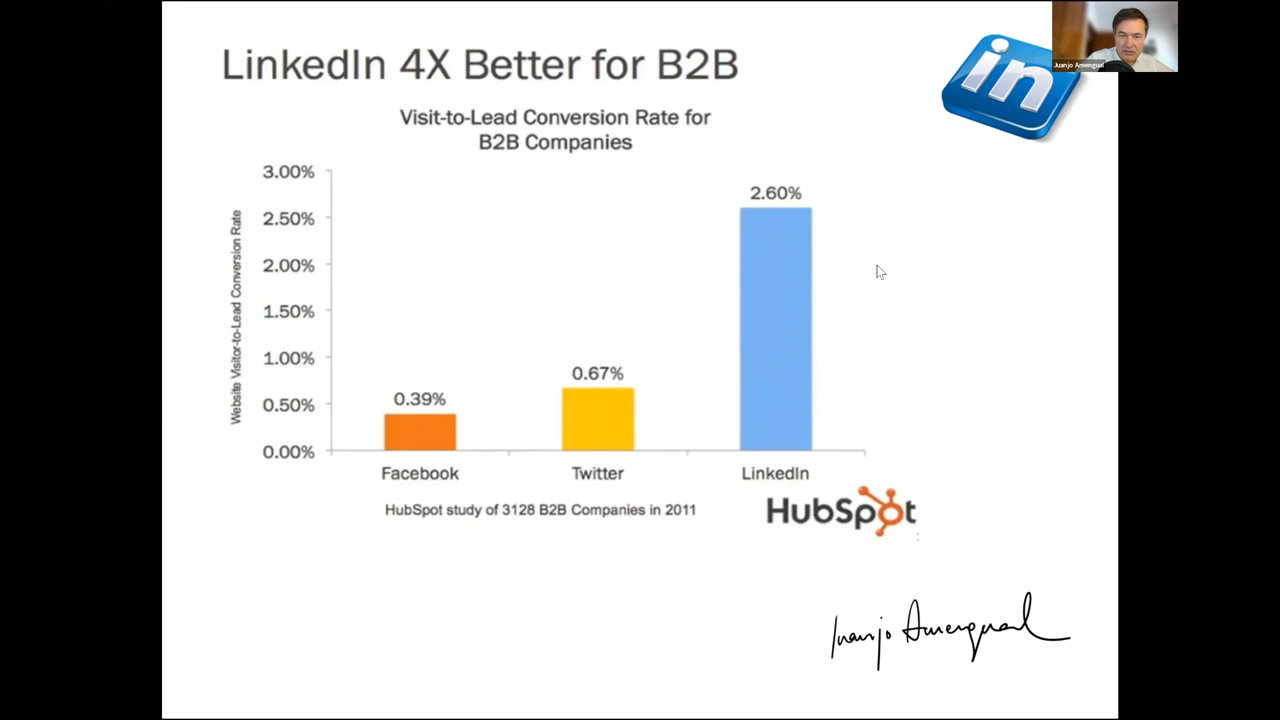 LinkedIn 4X Better for B2B
in
Juanjo Amengual
Visit-to-Lead Conversion Rate for
B2B Companies
Website Visitor-to-Lead Conversion Rate
3.00%
2.50%
2.00%
1.50%
1.00%
0.50%
0.00%
0.39%
0.67%
2.60%
Facebook Twitter LinkedIn
HubSpot study of 3128 B2B Companies in 2011
HubSpot
Juanjo Amengual